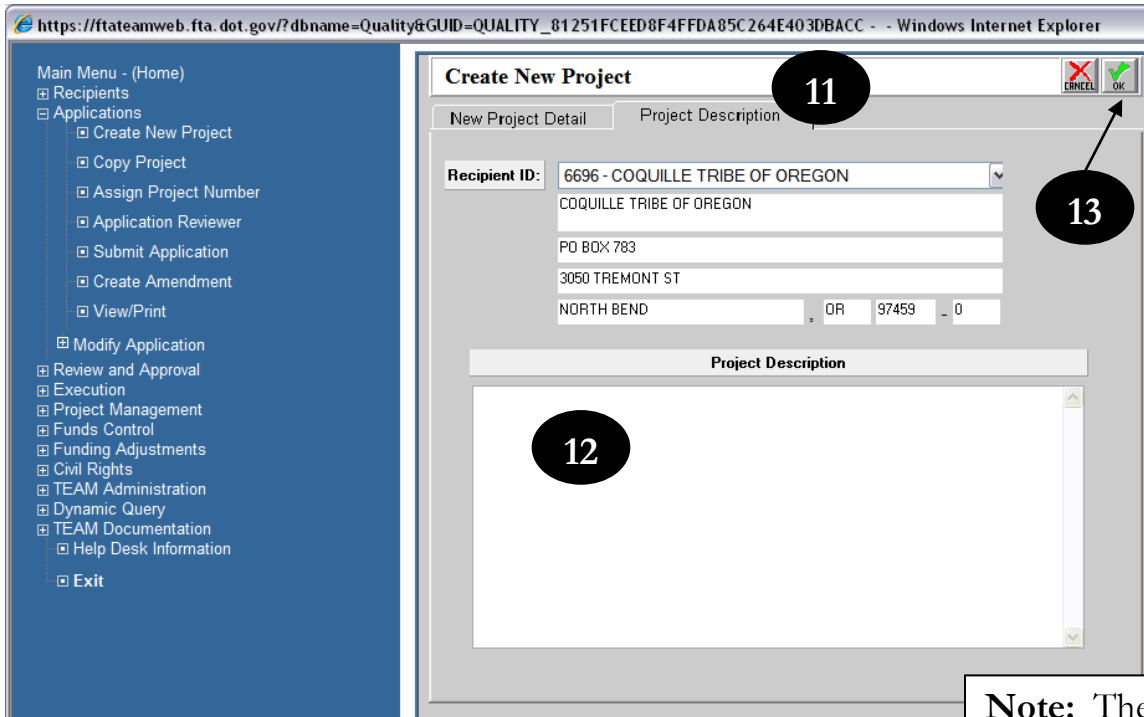 https://ftateamweb.fta.dot.gov/?dbname=Quality&GUID=QUALITY_81251FCEED8F4FFDA85C264E403DBACC - - Windows Internet Explorer
Main Menu - (Home)
Recipients
Applications
Create New Project
Copy Project
Assign Project Number
Application Reviewer
Submit Application
Create Amendment
View/Print
Modify Application
Review and Approval
Execution
Project Management
Funds Control
Funding Adjustments
Civil Rights
TEAM Administration
Dynamic Query
TEAM Documentation
Help Desk Information
Exit
Create New Project
11
CANCEL OK
New Project Detail Project Description
13
Recipient ID: 6696 - COQUILLE TRIBE OF OREGON
COQUILLE TRIBE OF OREGON
PO BOX 783
3050 TREMONT ST
NORTH BEND , OR 97459 - 0
Project Description
12
Note: The